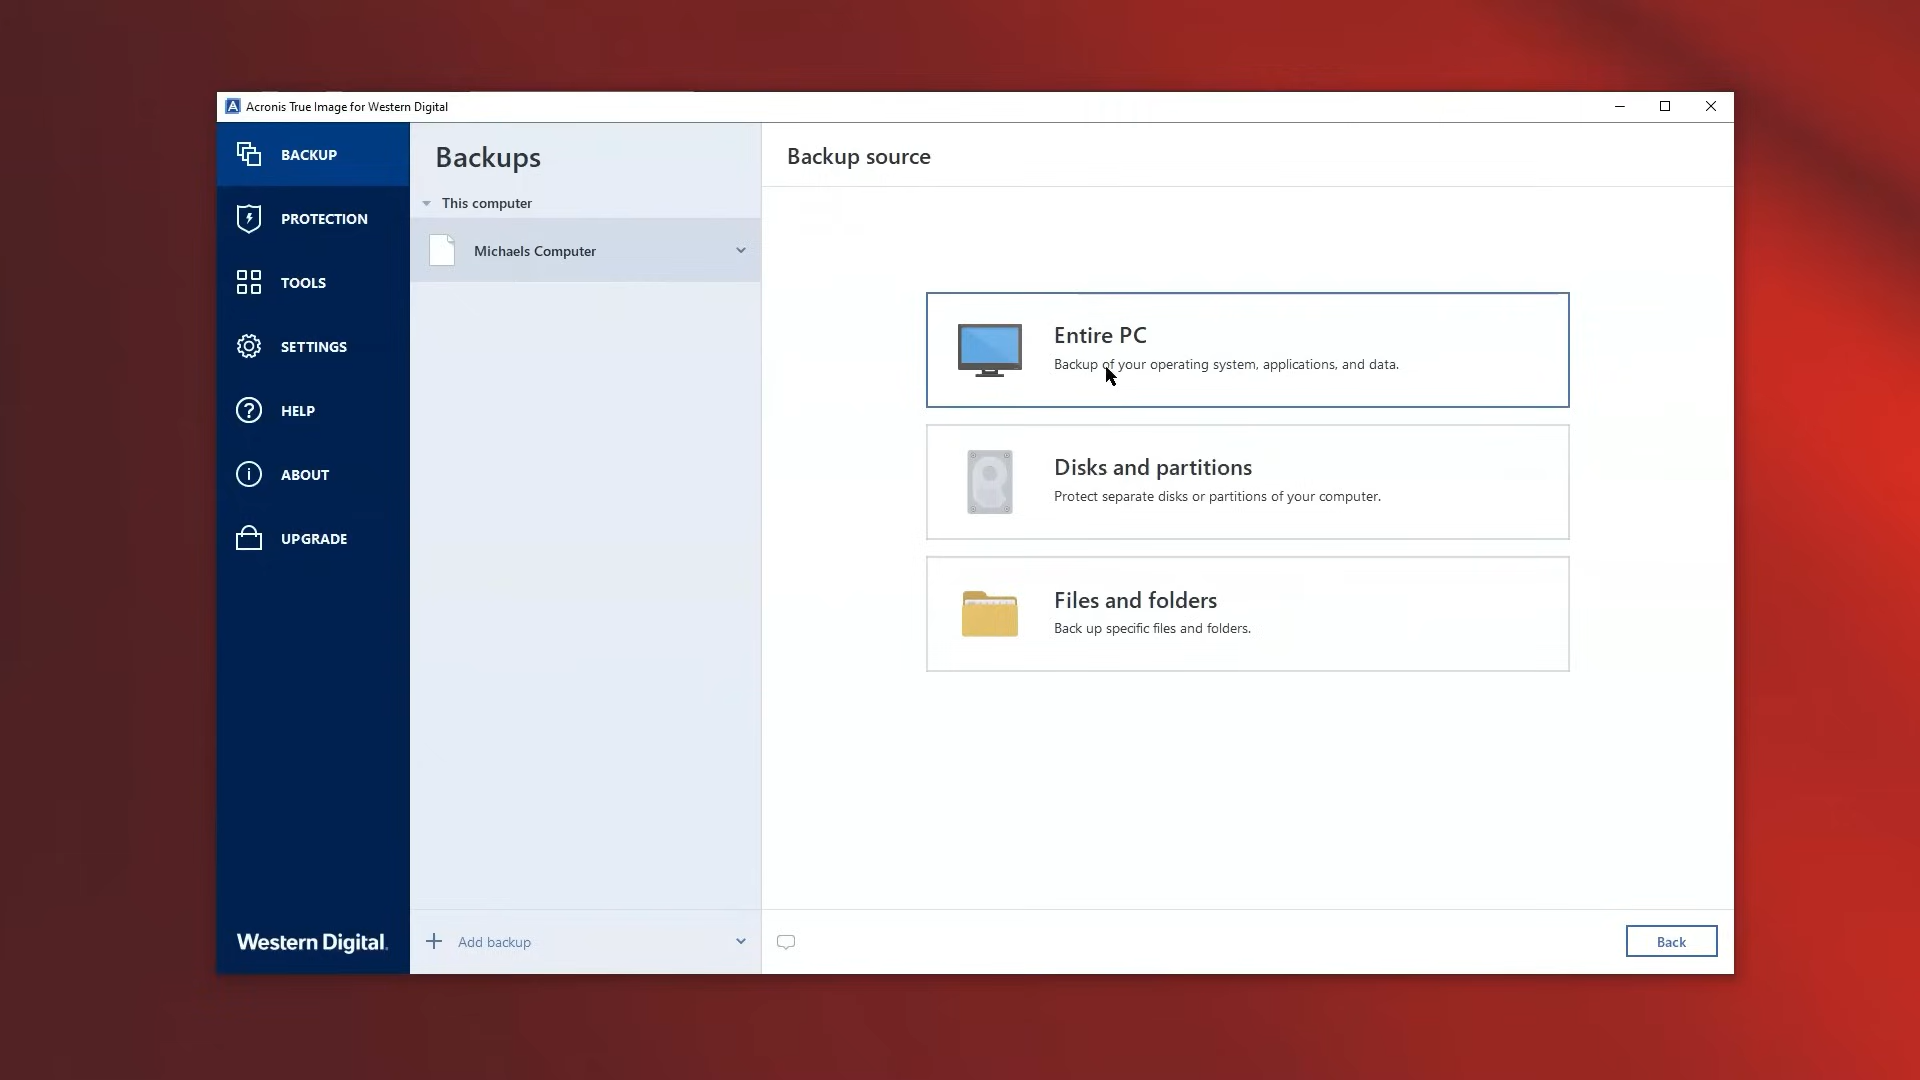 Acronis True Image for Western Digital
BACKUP
PROTECTION
TOOLS
SETTINGS
HELP
ABOUT
UPGRADE
Western Digital.
Backups
This computer
Michaels Computer
Add backup
Backup source
Entire PC
Backup of your operating system, applications, and data.
Disks and partitions
Protect separate disks or partitions of your computer.
Files and folders
Back up specific files and folders.
Back